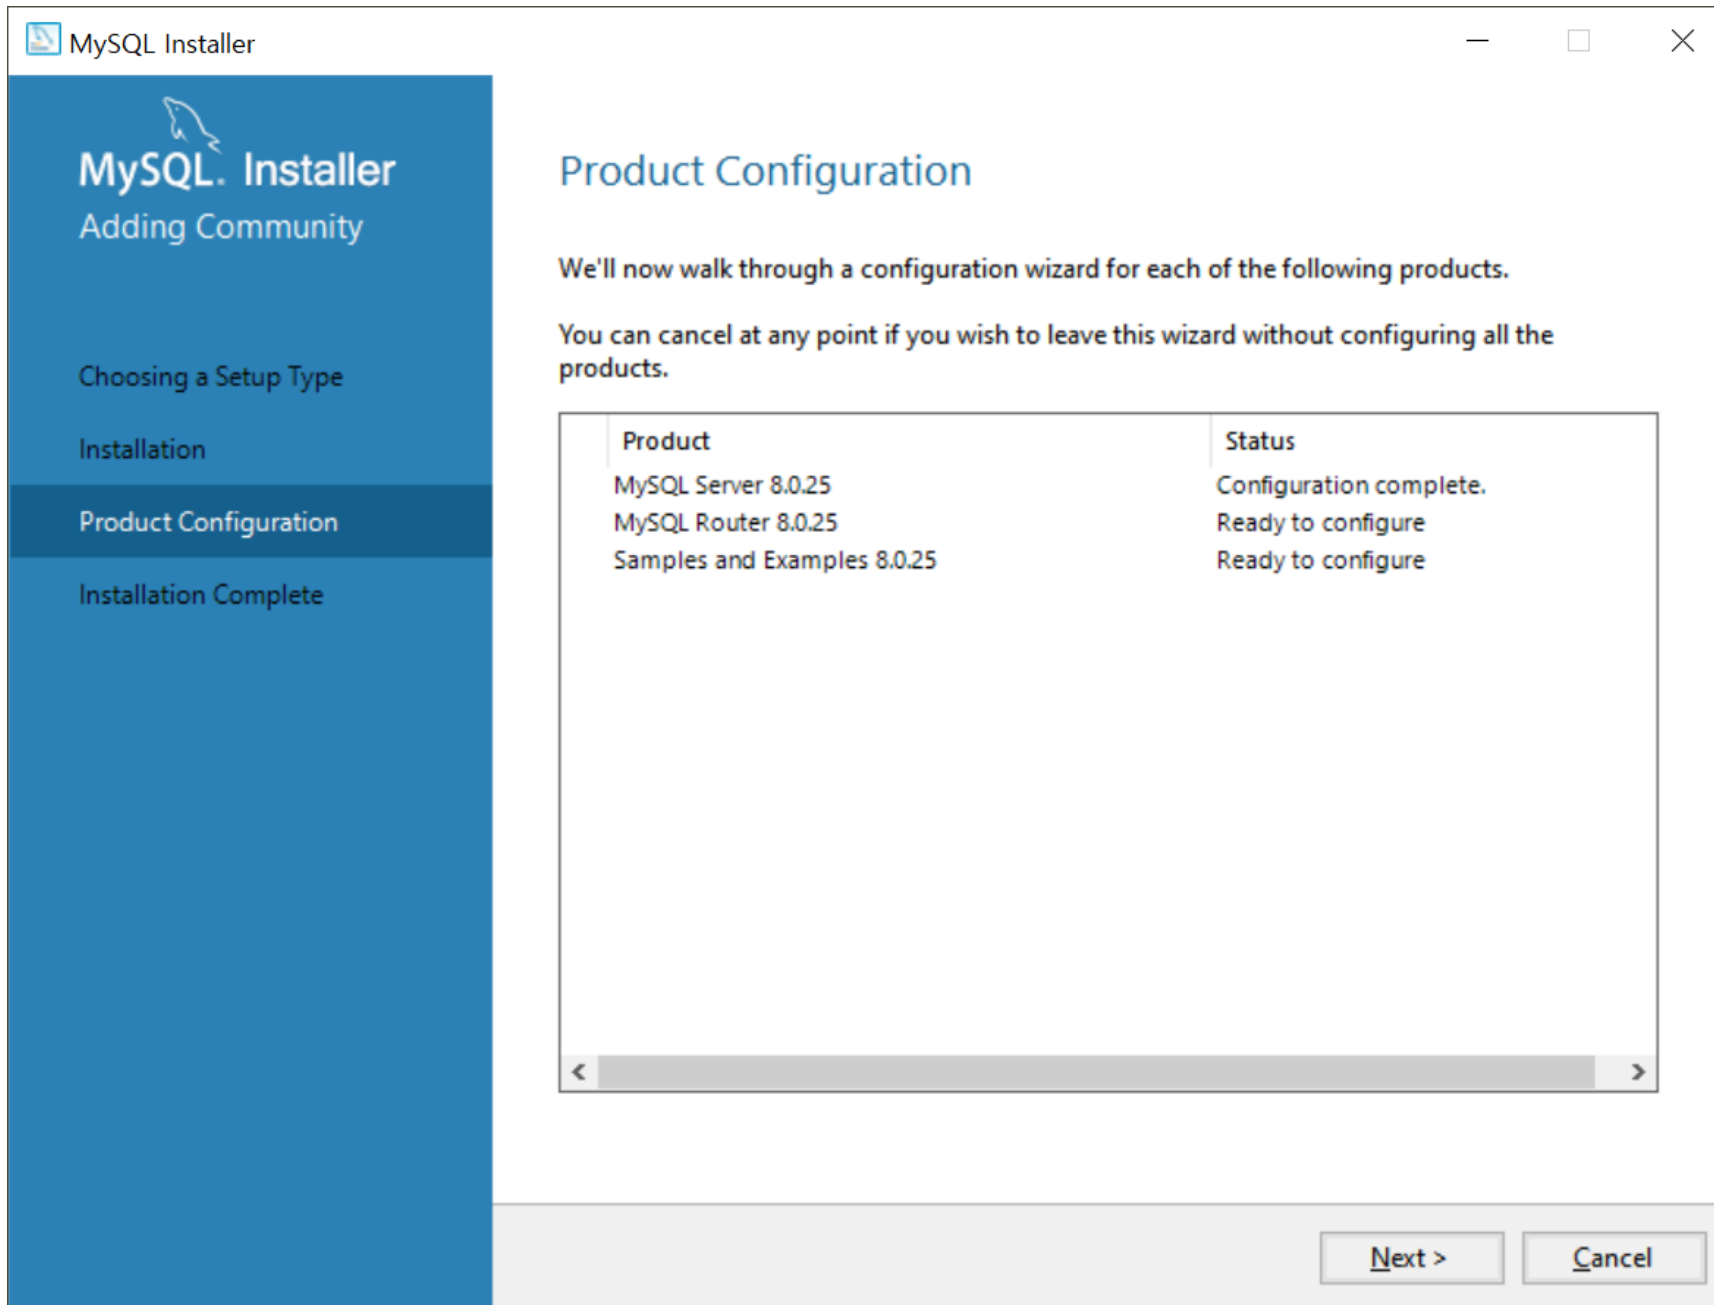 MySQL Installer
MySQL. Installer
Adding Community
Choosing a Setup Type
Installation
Product Configuration
Installation Complete
Product Configuration
We'll now walk through a configuration wizard for each of the following products.
You can cancel at any point if you wish to leave this wizard without configuring all the
products.
Product Status
MySQL Server 8.0.25 Configuration complete.
MySQL Router 8.0.25 Ready to configure
Samples and Examples 8.0.25 Ready to configure
Next > Cancel